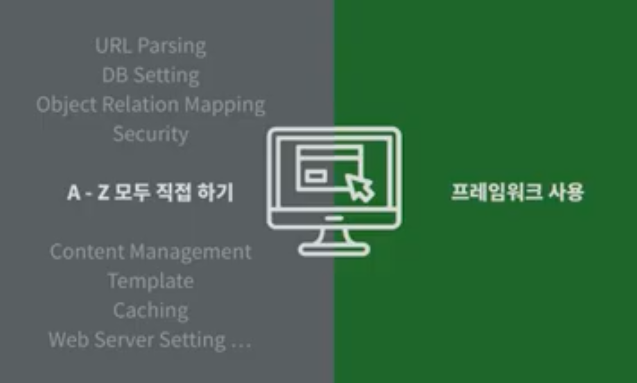 URL Parsing
DB Setting
Object Relation Mapping
Security
A - Z 모두 직접 하기
프레임워크 사용
Content Management
Template
Caching
Web Server Setting ...